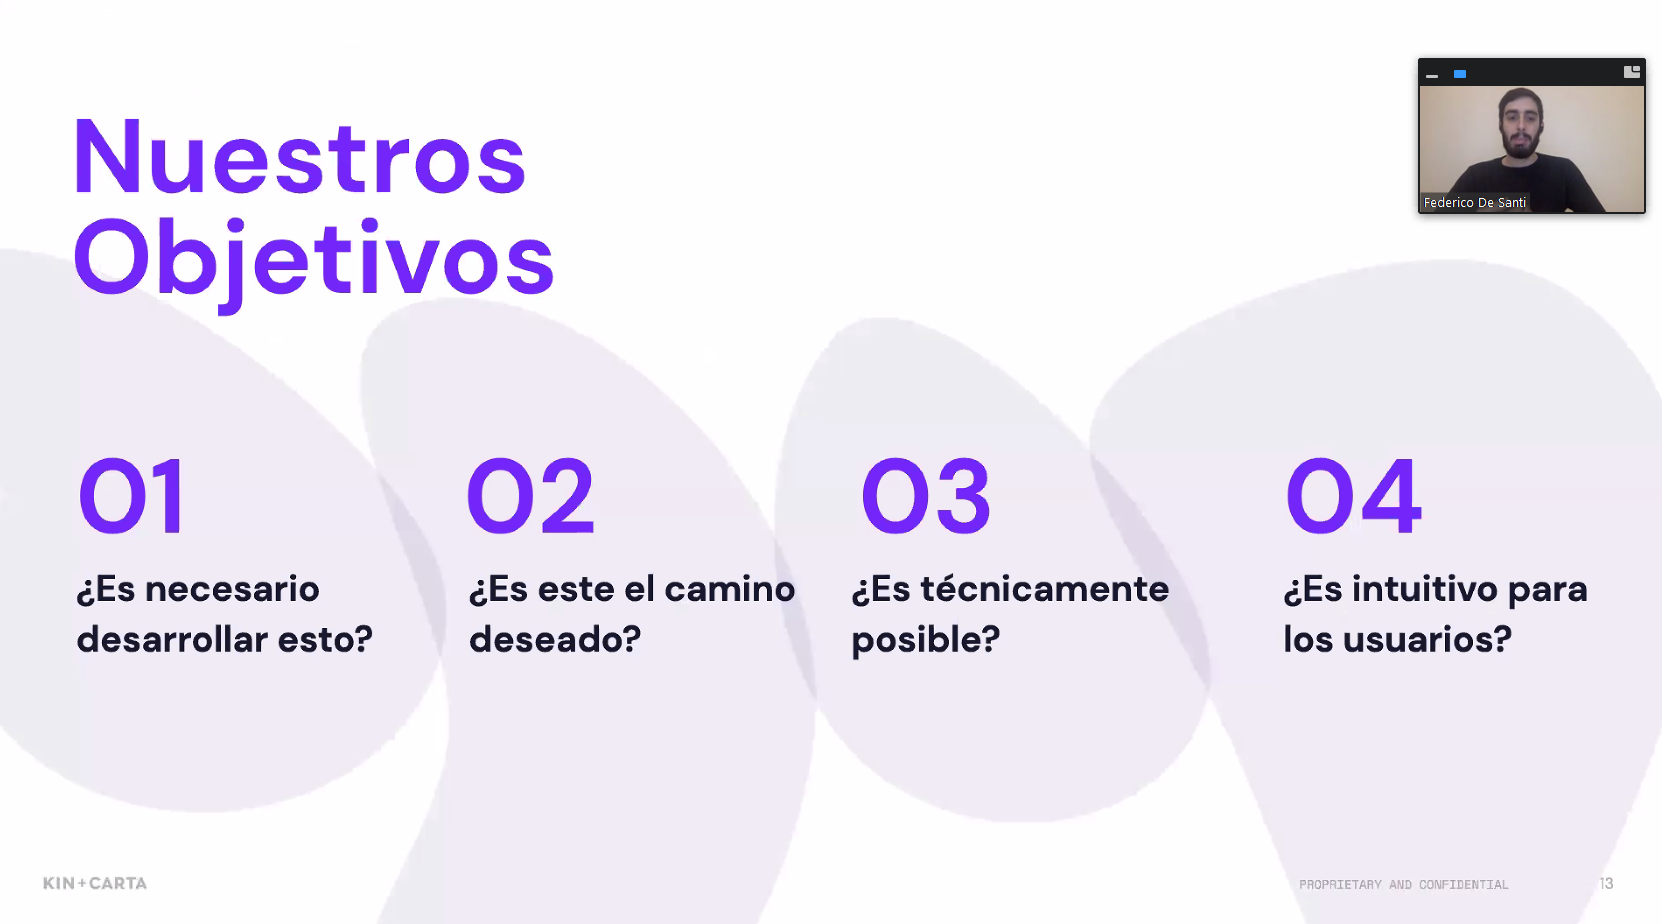 Nuestros
Objetivos
Federico De Santi
01
¿Es necesario
desarrollar esto?
02
¿Es este el camino
deseado?
03
¿Es técnicamente
posible?
04
¿Es intuitivo para
los usuarios?
KIN+CARTA
PROPRIETARY AND CONFIDENTIAL
13